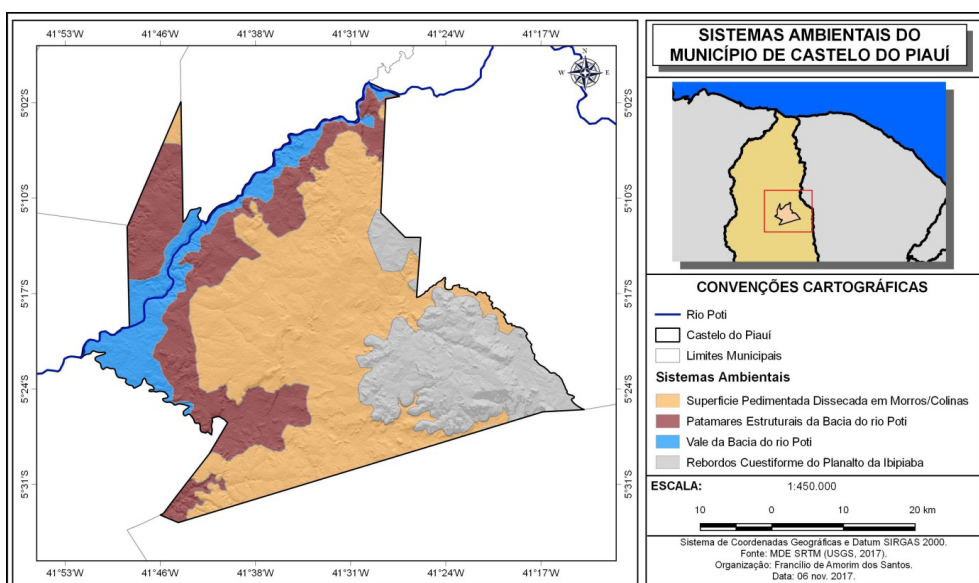 41°53'W 41°46'W 41°38'W 41°31'W 41°24'W 41°17'W
N
W E
S
5°02'S 5°02'S
5°10'S 5°10'S
5°17'S 5°17'S
5°24'S 5°24'S
5°31'S 5°31'S
41°53'W 41°46'W 41°38'W 41°31'W 41°24'W 41°17'W
SISTEMAS AMBIENTAIS DO
MUNICÍPIO DE CASTELO DO PIAUÍ
CONVENÇÕES CARTOGRÁFICAS
Rio Poti
Castelo do Piauí
Limites Municipais
Sistemas Ambientais
Superfície Pedimentada Dissecada em Morros/Colinas
Patamares Estruturais da Bacia do rio Poti
Vale da Bacia do rio Poti
Rebordos Cuestiforme do Planalto da Ibipiaba
ESCALA: 1:450.000
10 0 10 20 km
Sistema de Coordenadas Geográficas e Datum SIRGAS 2000.
Fonte: MDE SRTM (USGS, 2017).
Organização: Francílio de Amorim dos Santos.
Data: 06 nov. 2017.